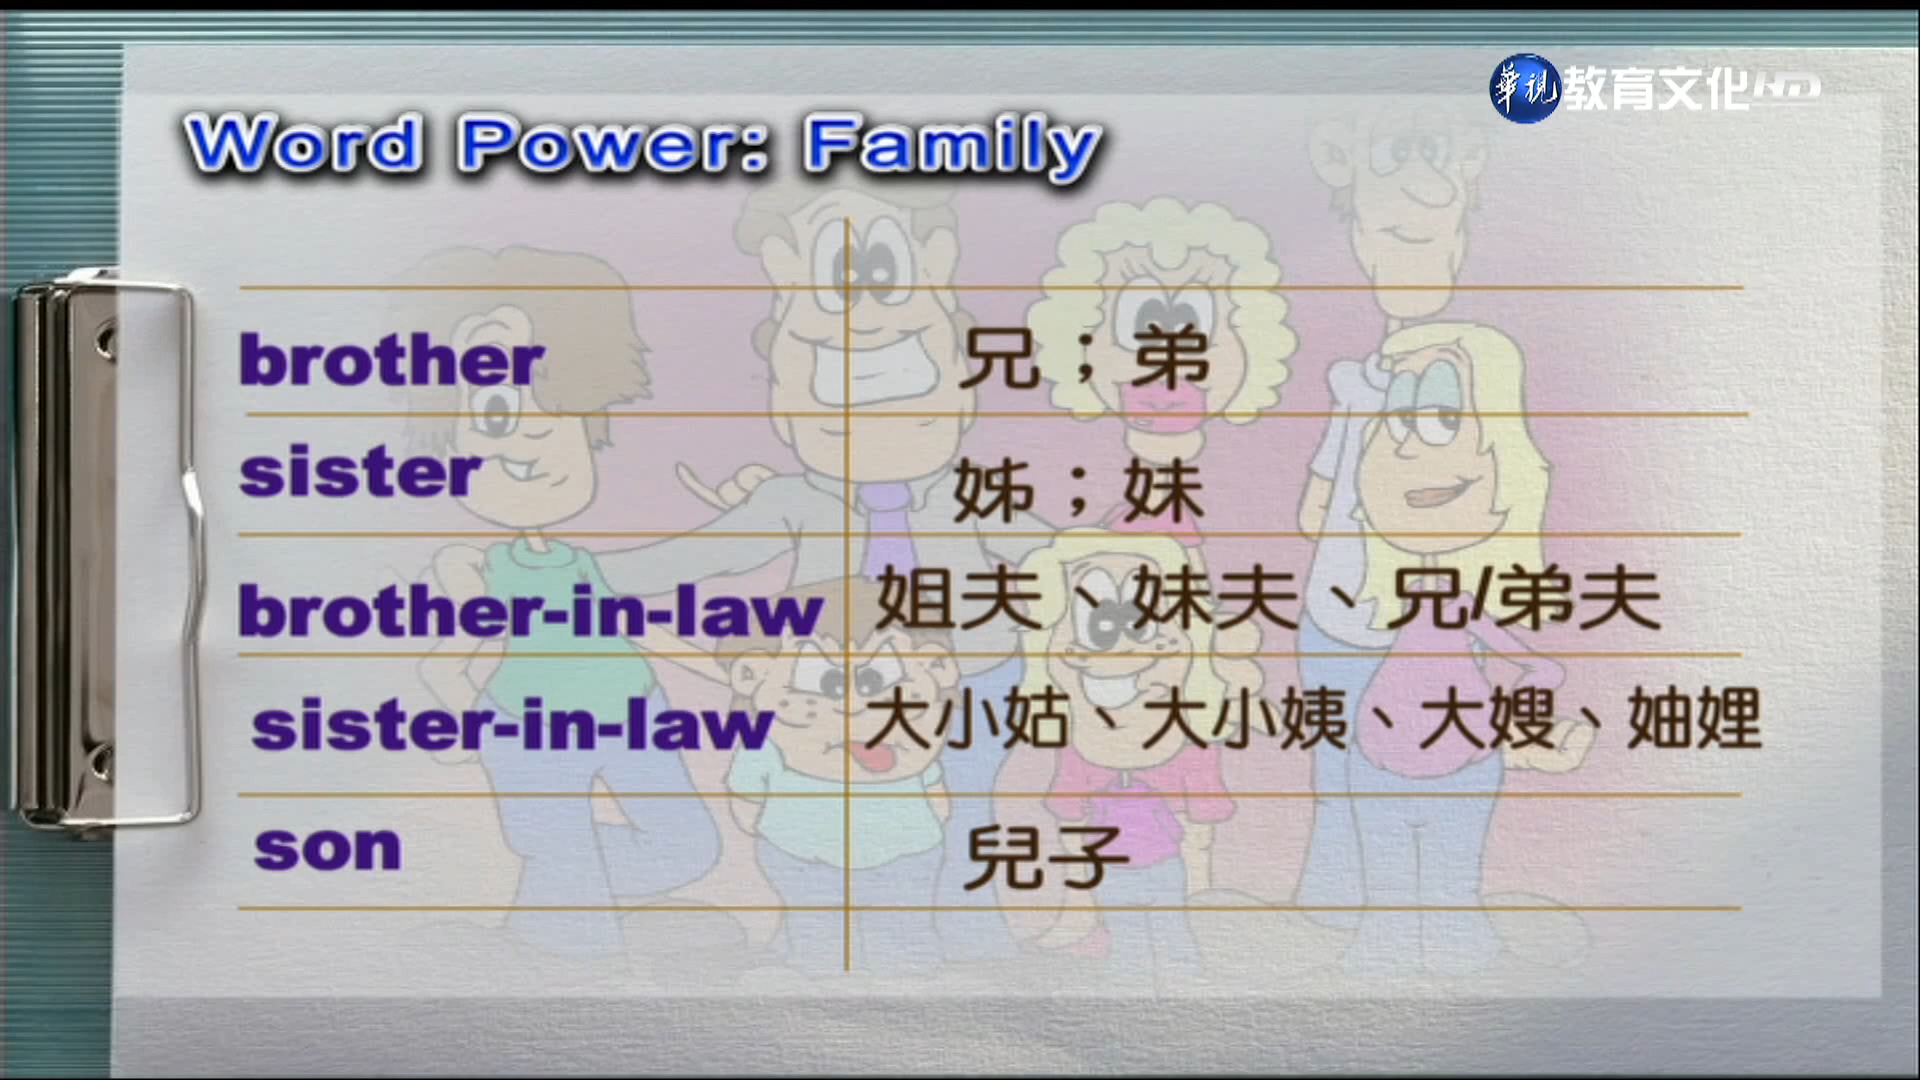 華視 教育文化HD
Word Power: Family
brother 兄；弟
sister 姊；妹
brother-in-law 姐夫、妹夫、兄/弟夫
sister-in-law 大小姑、大小姨、大嫂、妯娌
son 兒子